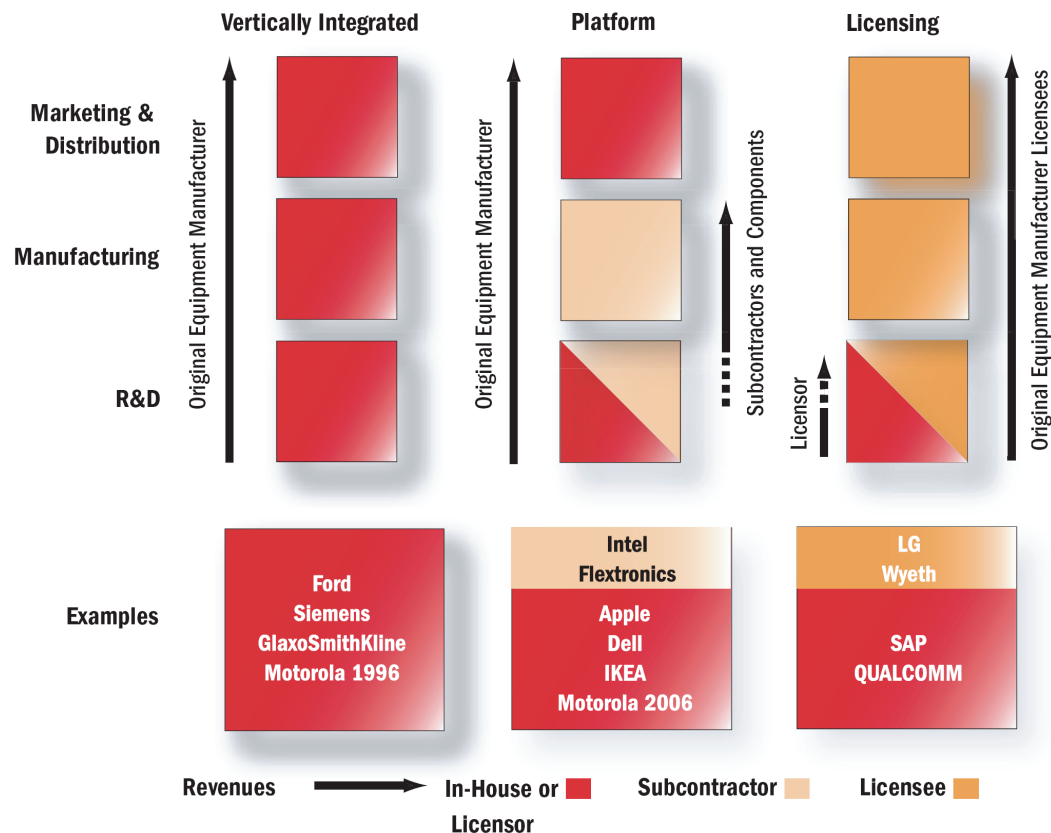 Vertically Integrated
Platform
Licensing
Marketing &
Distribution
Manufacturing
R&D
Original Equipment Manufacturer
Original Equipment Manufacturer
Subcontractors and Components
Licensor
Original Equipment Manufacturer Licensees
Examples
Ford
Siemens
GlaxoSmithKline
Motorola 1996
Intel
Flextronics
Apple
Dell
IKEA
Motorola 2006
LG
Wyeth
SAP
QUALCOMM
Revenues
In-House or
Licensor
Subcontractor
Licensee